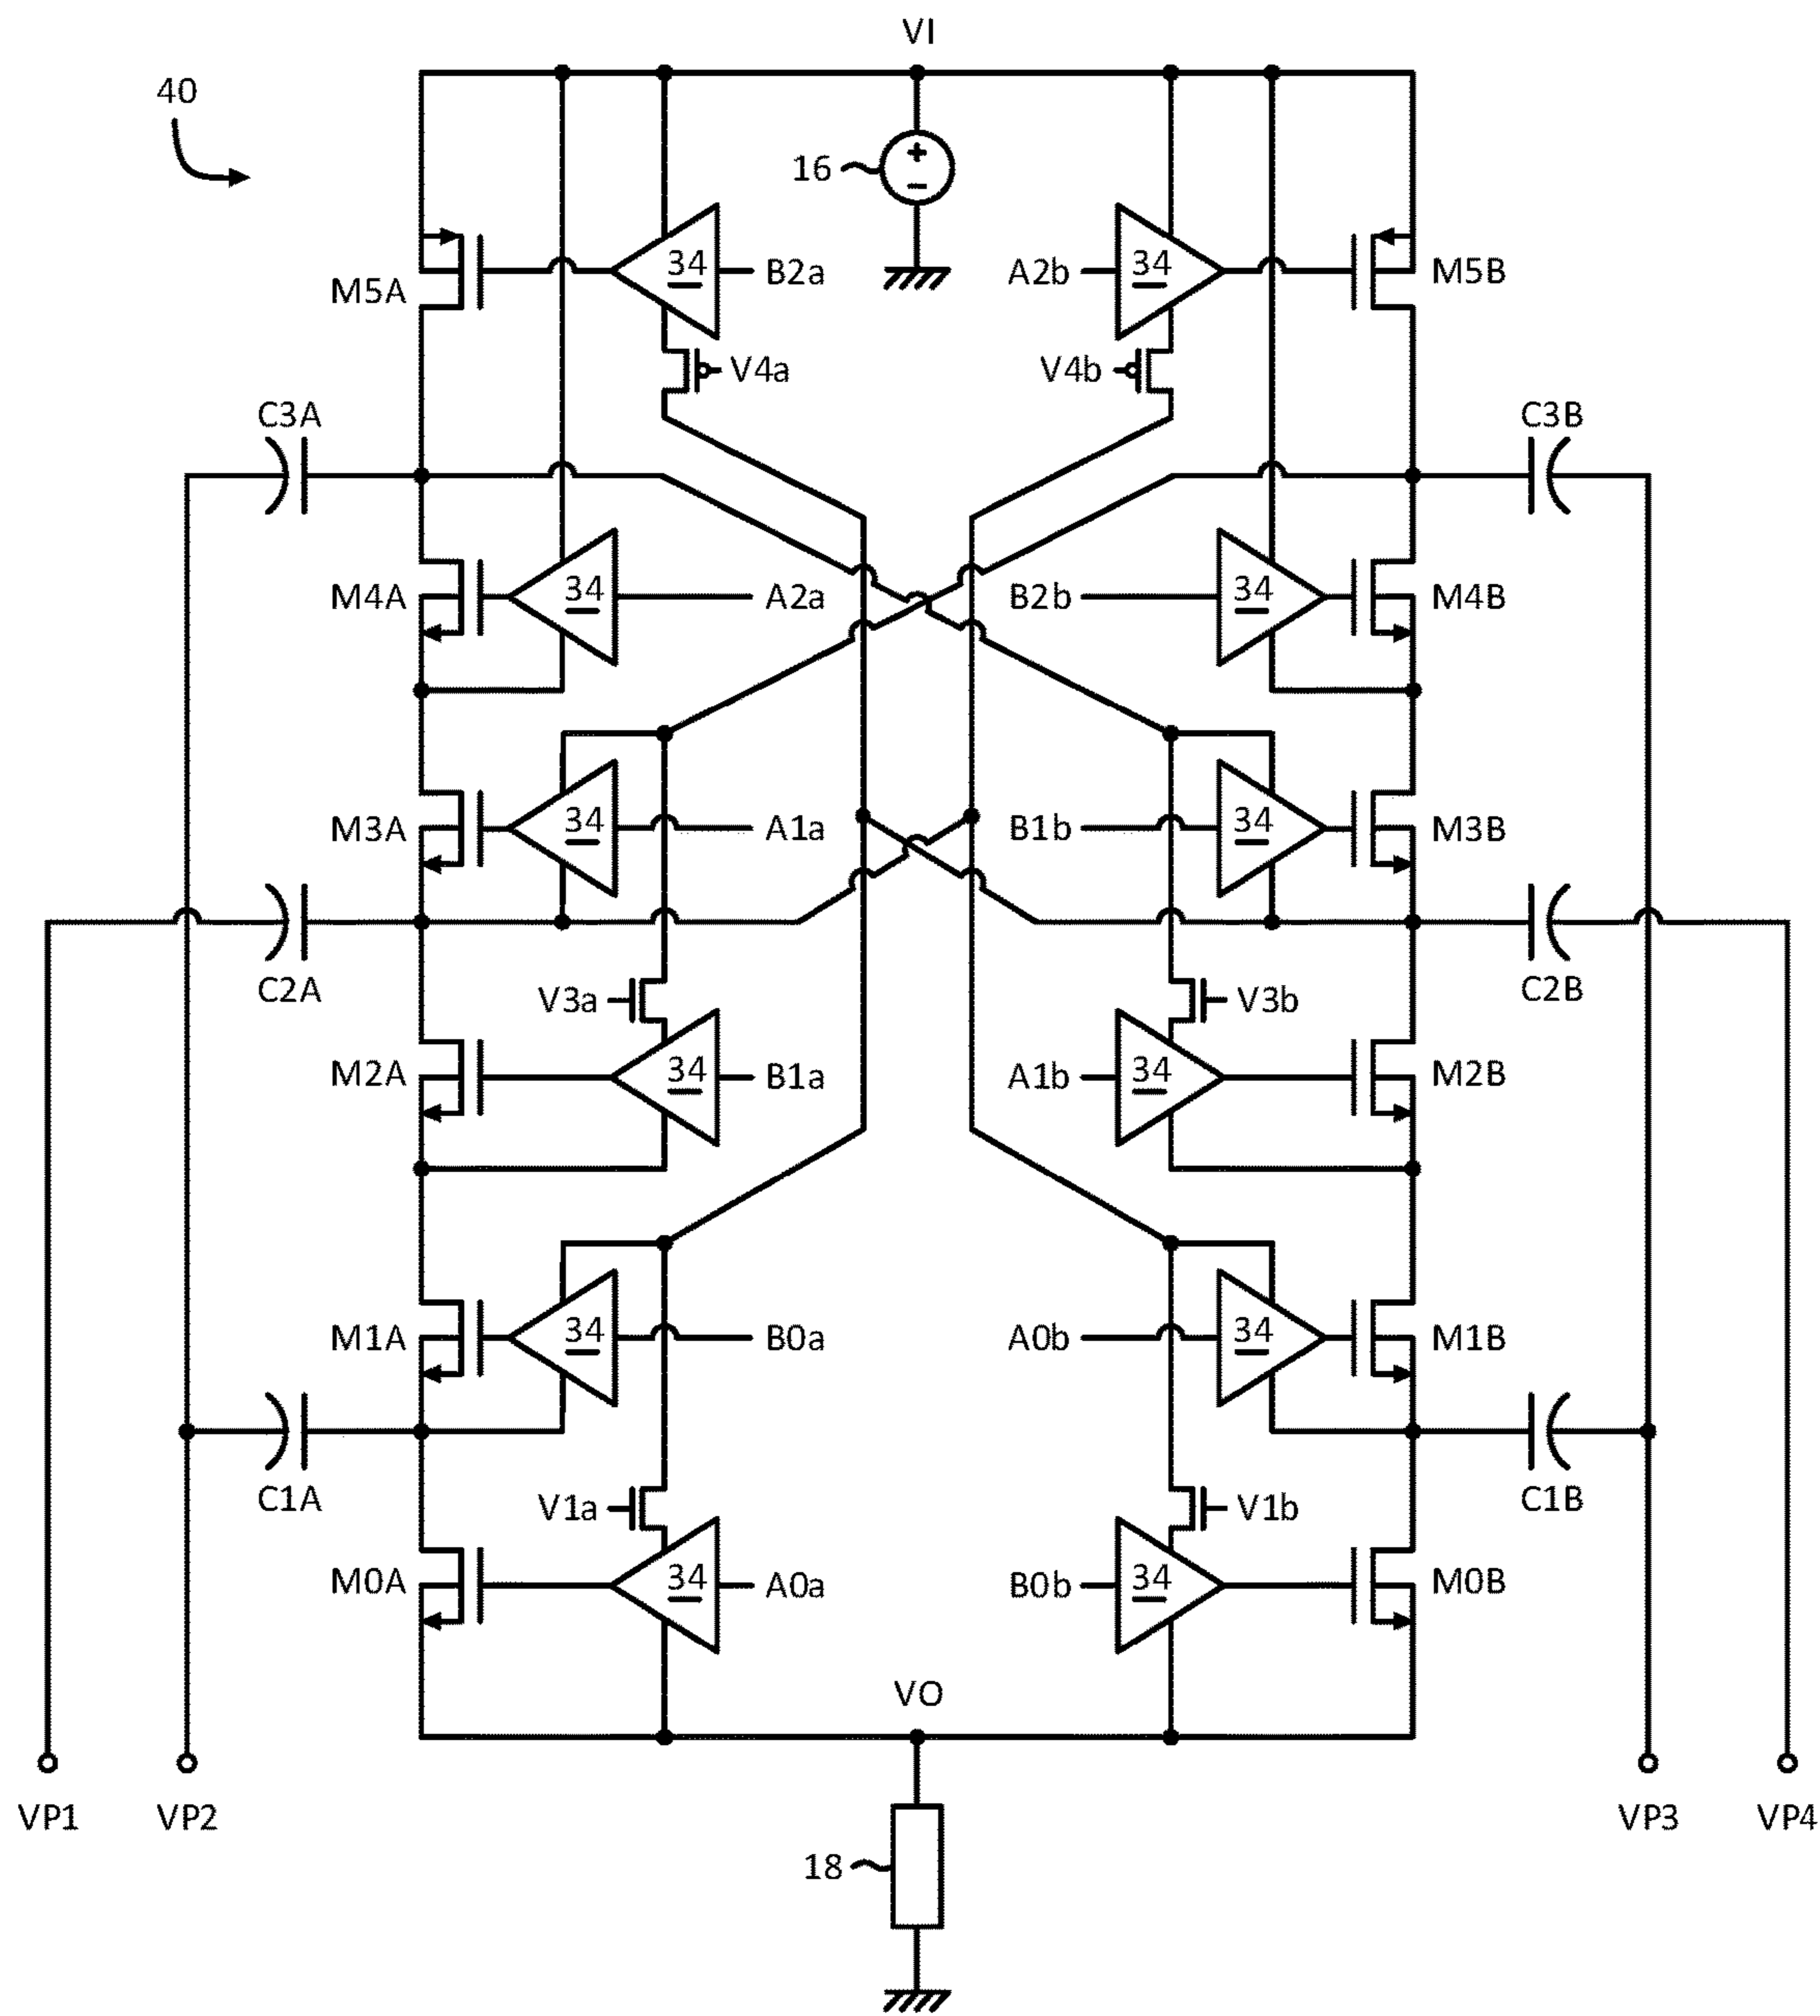 VI
40
16
34
B2a
A2b
34
M5A
M5B
V4a
V4b
C3A
C3B
M4A
34
A2a
B2b
34
M4B
M3A
34
A1a
B1b
34
M3B
C2A
C2B
V3a
V3b
M2A
34
B1a
A1b
34
M2B
M1A
34
B0a
A0b
34
M1B
C1A
C1B
V1a
V1b
M0A
34
A0a
B0b
34
M0B
VO
VP1
VP2
VP3
VP4
18